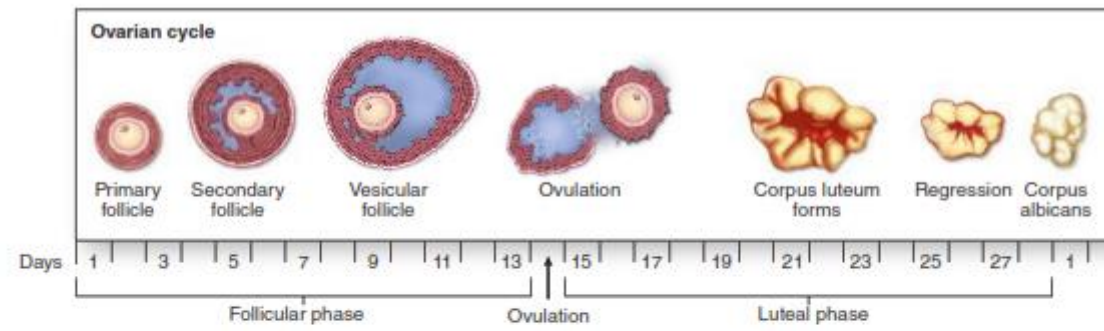 Ovarian cycle
Primary
follicle
Secondary
follicle
Vesicular
follicle
Ovulation
Corpus luteum
forms
Regression
Corpus
albicans
Days 1 3 5 7 9 11 13 15 17 19 21 23 25 27 1
Follicular phase
Ovulation
Luteal phase